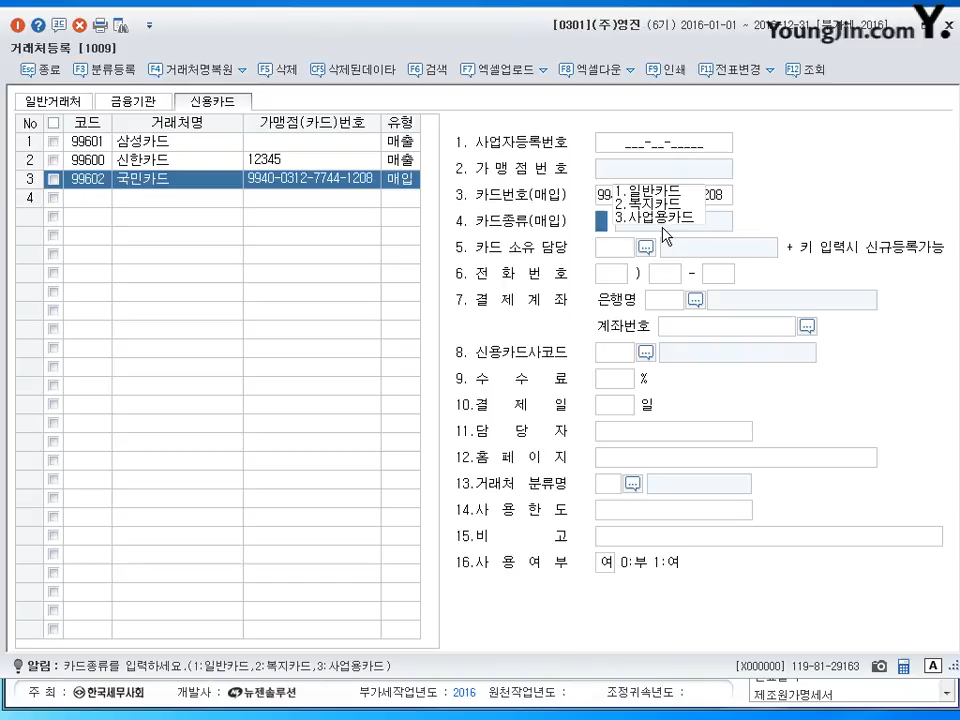 [0301](주)영진 (6기) 2016-01-01 ~ 2016-12-31 [부가세 2016]
YoungJin.com Y.
거래처등록 [1009]
Esc 종료 F3 분류등록 F4 거래처명복원 F5 삭제 CF5 삭제된데이타 F6 검색 F7 엑셀업로드 F8 엑셀다운 F9 인쇄 F11 전표변경 F12 조회
일반거래처 금융기관 신용카드
No 코드 거래처명 가맹점(카드)번호 유형
1 99601 삼성카드 매출
2 99600 신한카드 12345 매출
3 99602 국민카드 9940-0312-7744-1208 매입
4
1. 사업자등록번호 ___-__-_____
2. 가 맹 점 번 호
3. 카드번호(매입) 99 208
1.일반카드
2.복지카드
3.사업용카드
4. 카드종류(매입)
5. 카드 소유 담당 + 키 입력시 신규등록가능
6. 전 화 번 호 ) -
7. 결 제 계 좌 은행명
계좌번호
8. 신용카드사코드
9. 수 수 료 %
10.결 제 일 일
11.담 당 자
12.홈 페 이 지
13.거래처 분류명
14.사 용 한 도
15.비 고
16.사 용 여 부 여 0:부 1:여
알림 : 카드종류를 입력하세요.(1:일반카드,2:복지카드,3:사업용카드)
[X000000] 119-81-29163 A
주 최 : 한국세무사회 개발사 : 뉴젠솔루션 부가세작업년도 : 2016 원천작업년도 : 조정귀속년도 :
제조원가명세서